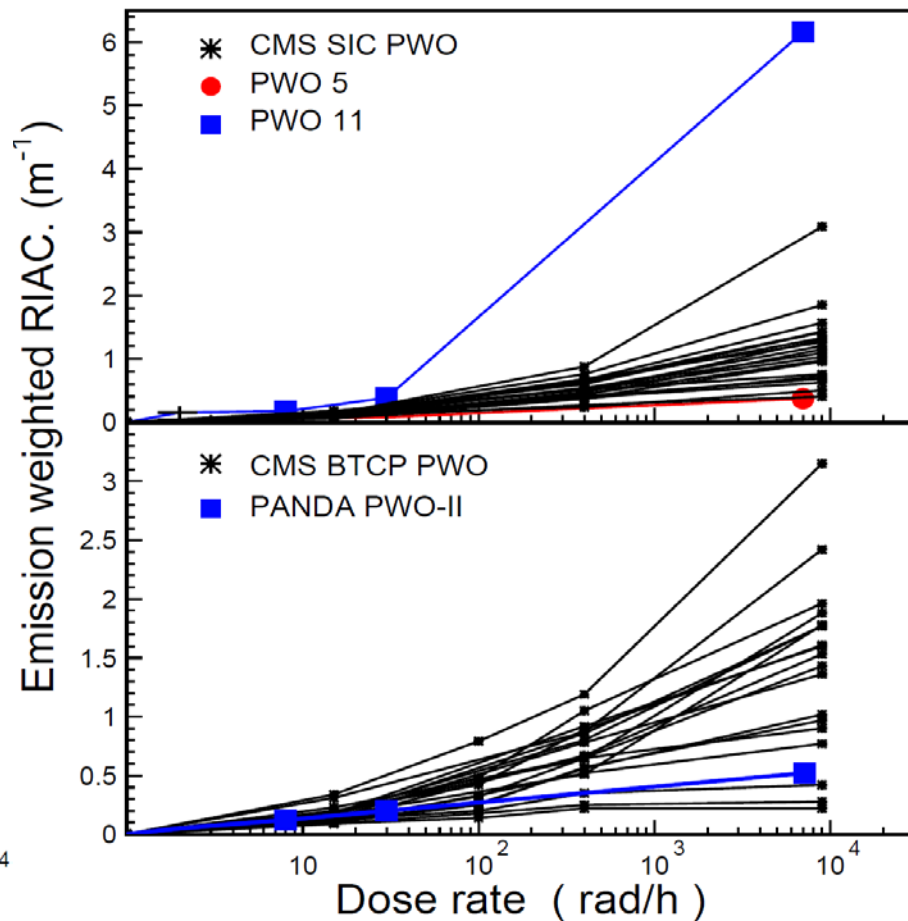 6
5
4
3
2
1
0
CMS SIC PWO
PWO 5
PWO 11
3
2.5
2
1.5
1
0.5
0
CMS BTCP PWO
PANDA PWO-II
Emission weighted RIAC. (m⁻¹)
10 10² 10³ 10⁴
4
Dose rate ( rad/h )